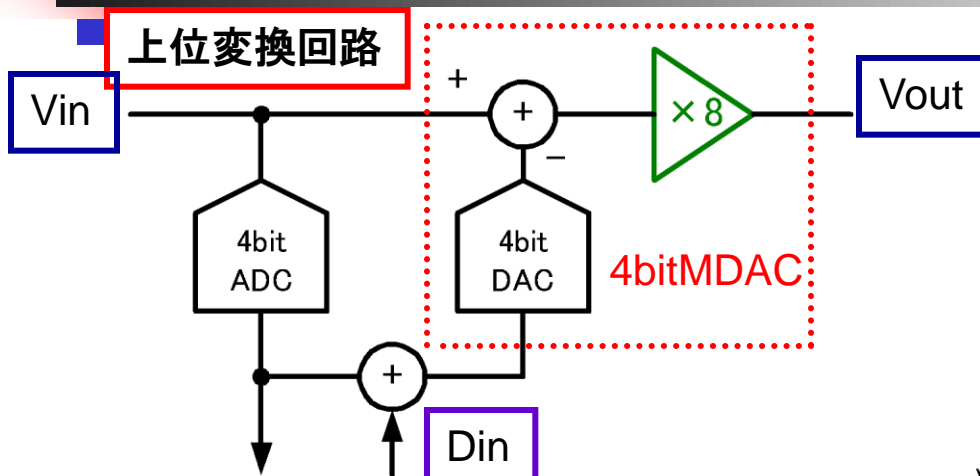 上位変換回路
Vin
+
+
−
×8
Vout
4bit
ADC
4bit
DAC
4bitMDAC
+
Din